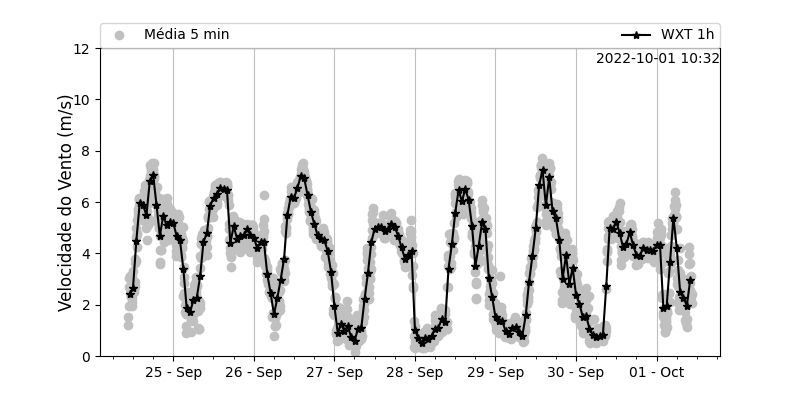 Média 5 min
WXT 1h
2022-10-01 10:32
Velocidade do Vento (m/s)
12
10
8
6
4
2
0
25 - Sep
26 - Sep
27 - Sep
28 - Sep
29 - Sep
30 - Sep
01 - Oct